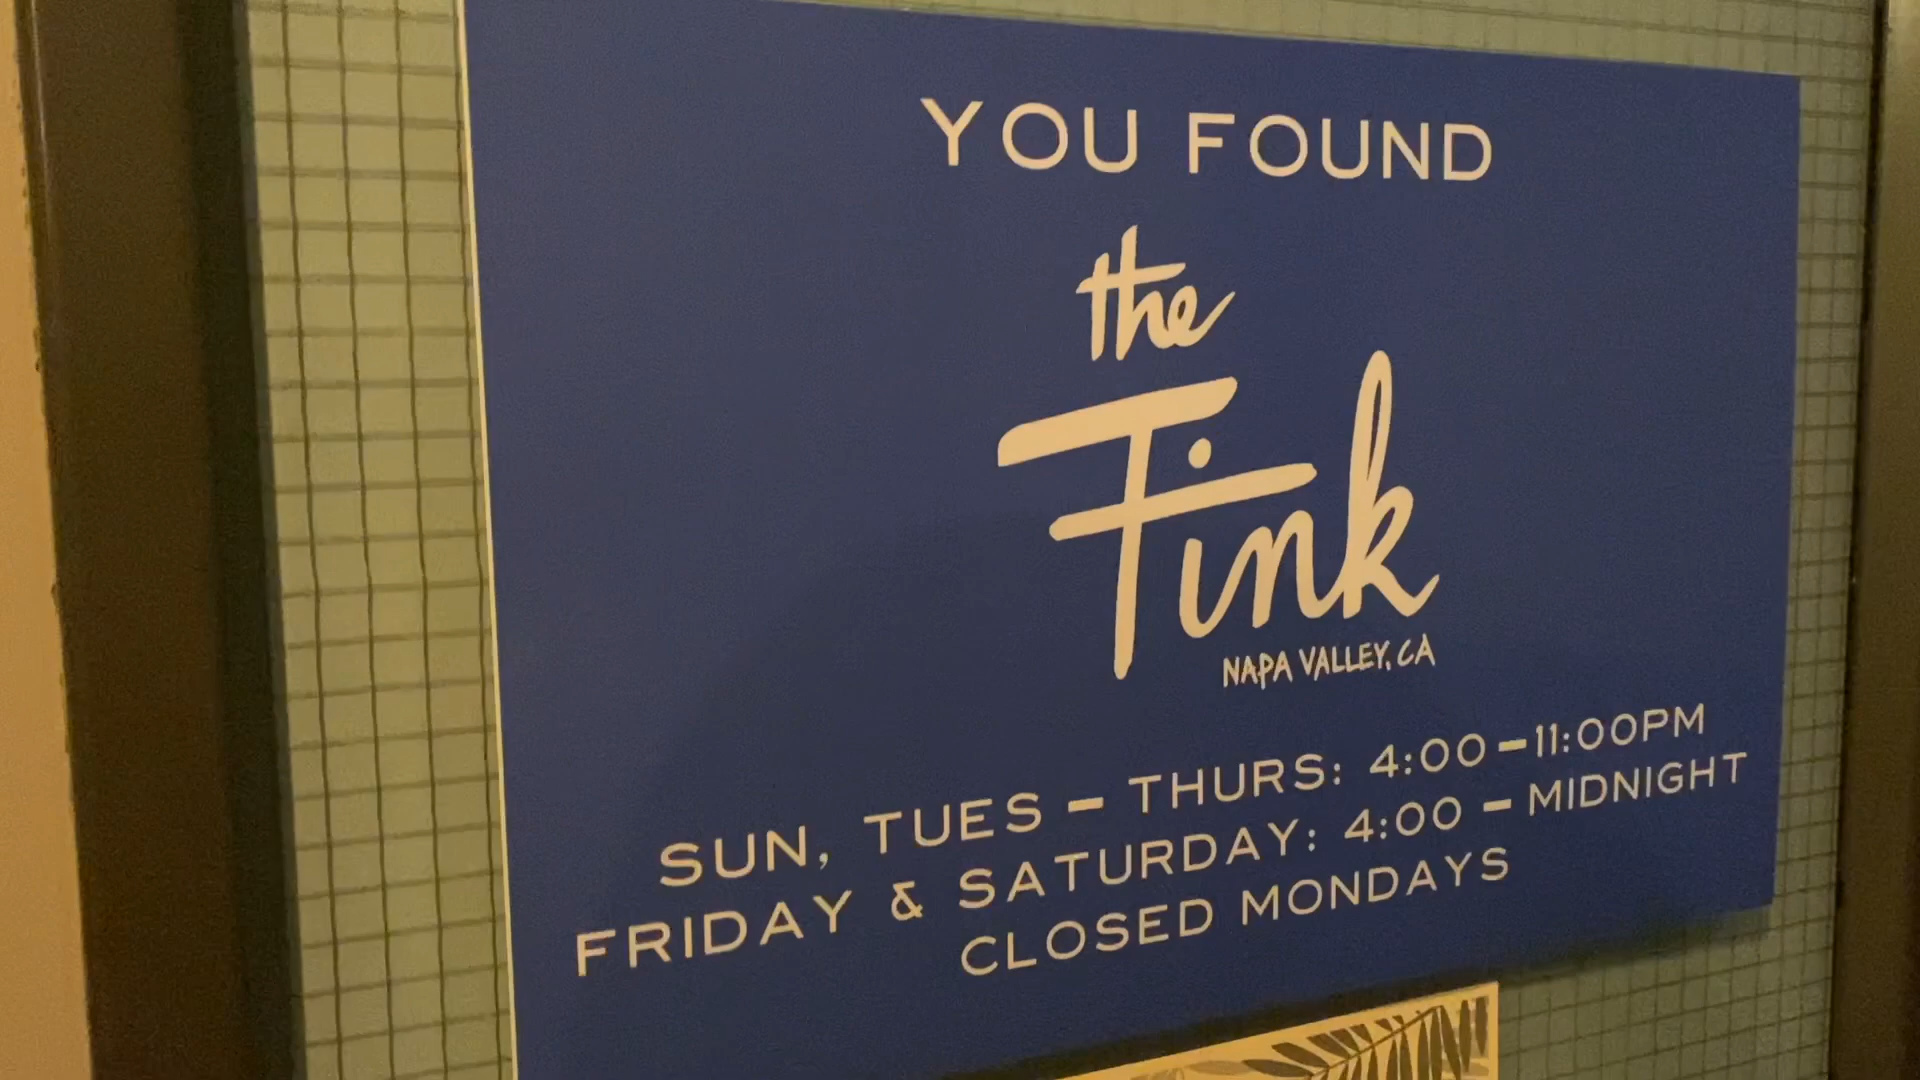 YOU FOUND
the
Fink
NAPA VALLEY, CA
SUN, TUES – THURS: 4:00 – 11:00PM
FRIDAY & SATURDAY: 4:00 – MIDNIGHT
CLOSED MONDAYS